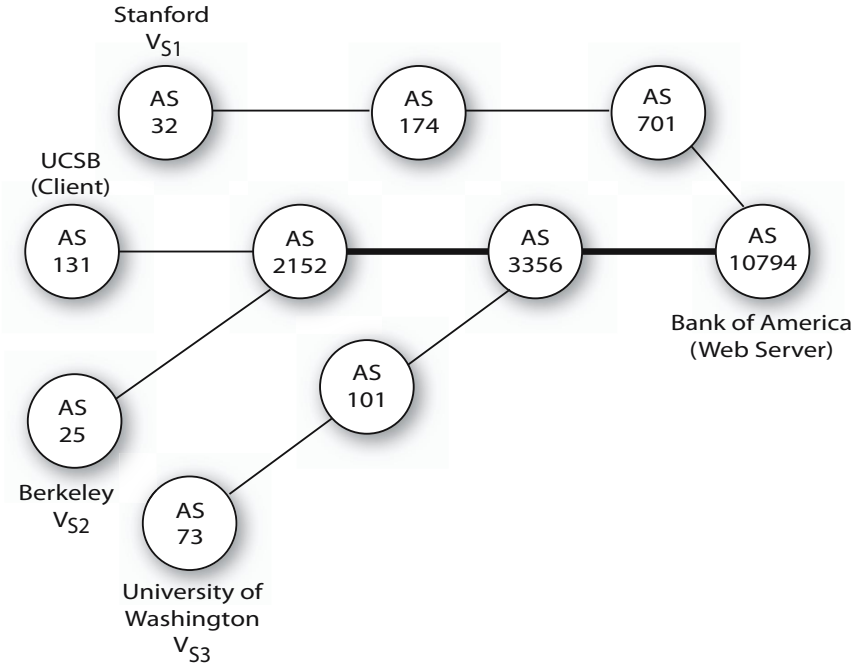 Stanford
VS1
AS
32
AS
174
AS
701
UCSB
(Client)
AS
131
AS
2152
AS
3356
AS
10794
Bank of America
(Web Server)
AS
101
AS
25
Berkeley
VS2
AS
73
University of
Washington
VS3